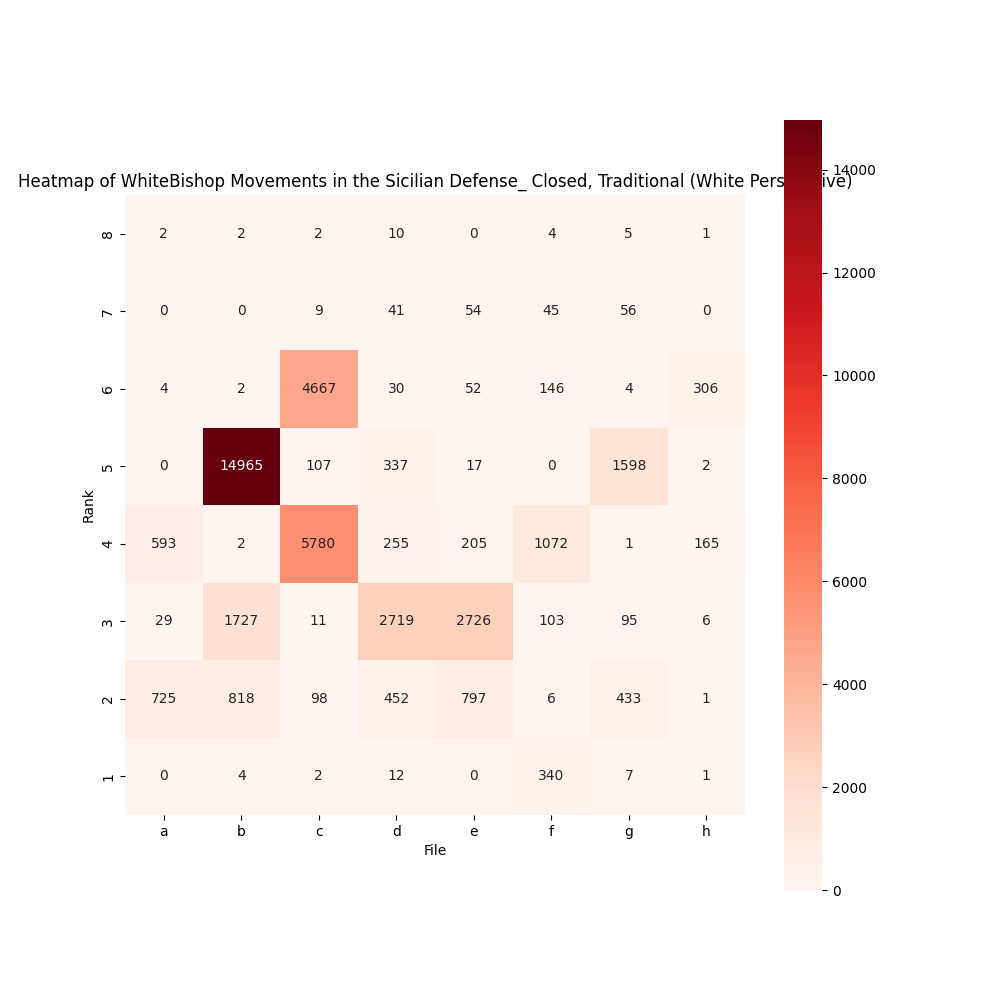 Heatmap of WhiteBishop Movements in the Sicilian Defense_ Closed, Traditional (White Perspective)
8 2 2 2 10 0 4 5 1
7 0 0 9 41 54 45 56 0
6 4 2 4667 30 52 146 4 306
5 0 14965 107 337 17 0 1598 2
4 593 2 5780 255 205 1072 1 165
3 29 1727 11 2719 2726 103 95 6
2 725 818 98 452 797 6 433 1
1 0 4 2 12 0 340 7 1
a b c d e f g h
File
Rank
14000
12000
10000
8000
6000
4000
2000
0